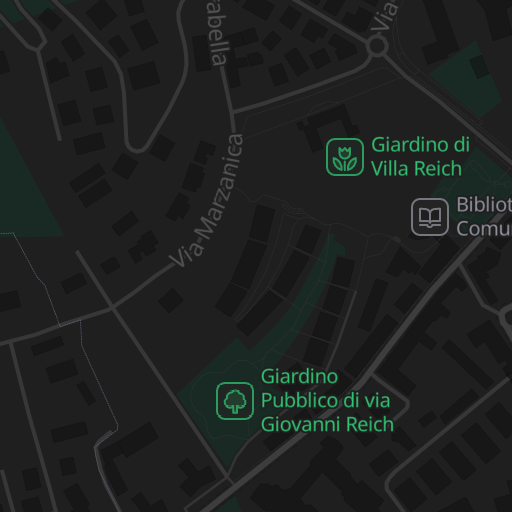 abella
Via
Giardino di
Villa Reich
Bibliot
Comu
Via Marzanica
Giardino
Pubblico di via
Giovanni Reich